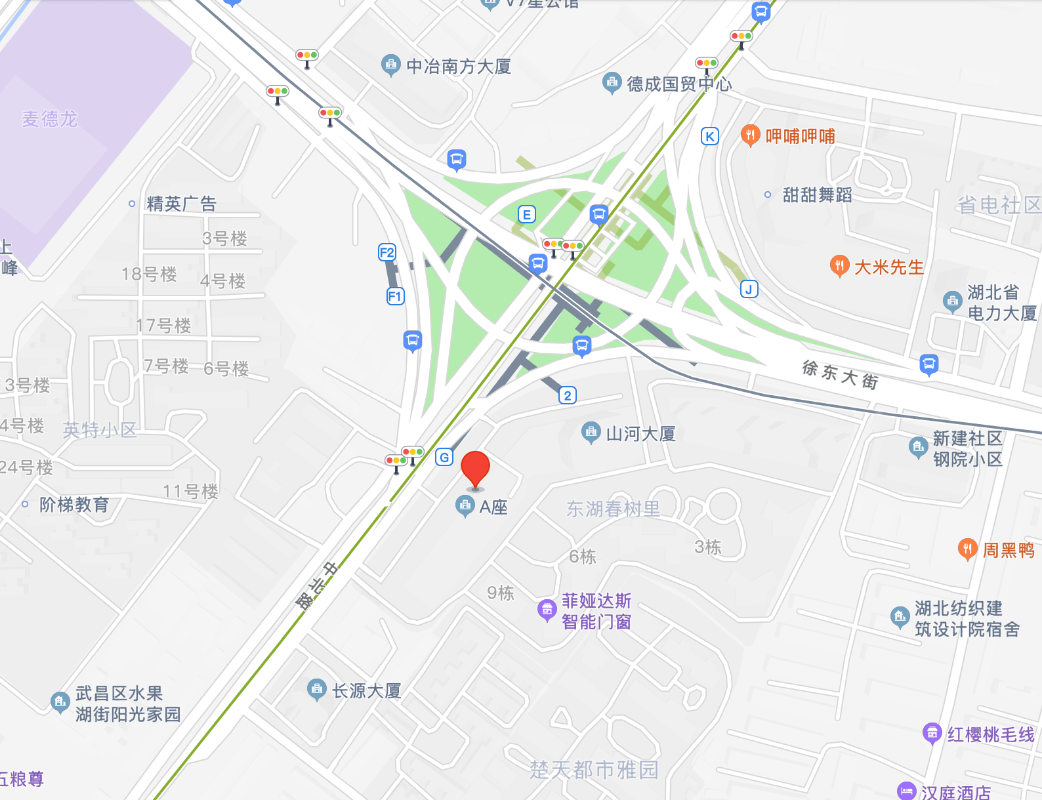 V7星公馆
中冶南方大厦
德成国贸中心
麦德龙
K
呷哺呷哺
甜甜舞蹈
精英广告
E
省电社区
3号楼
上
峰
F2
18号楼
4号楼
大米先生
F1
J
湖北省
电力大厦
17号楼
7号楼
6号楼
徐东大街
3号楼
2
4号楼
英特小区
山河大厦
新建社区
钢院小区
24号楼
G
11号楼
阶梯教育
A座
东湖春树里
6栋
3栋
周黑鸭
中北路
9栋
菲娅达斯
智能门窗
湖北纺织建
筑设计院宿舍
武昌区水果
湖街阳光家园
长源大厦
红樱桃毛线
楚天都市雅园
五粮尊
汉庭酒店